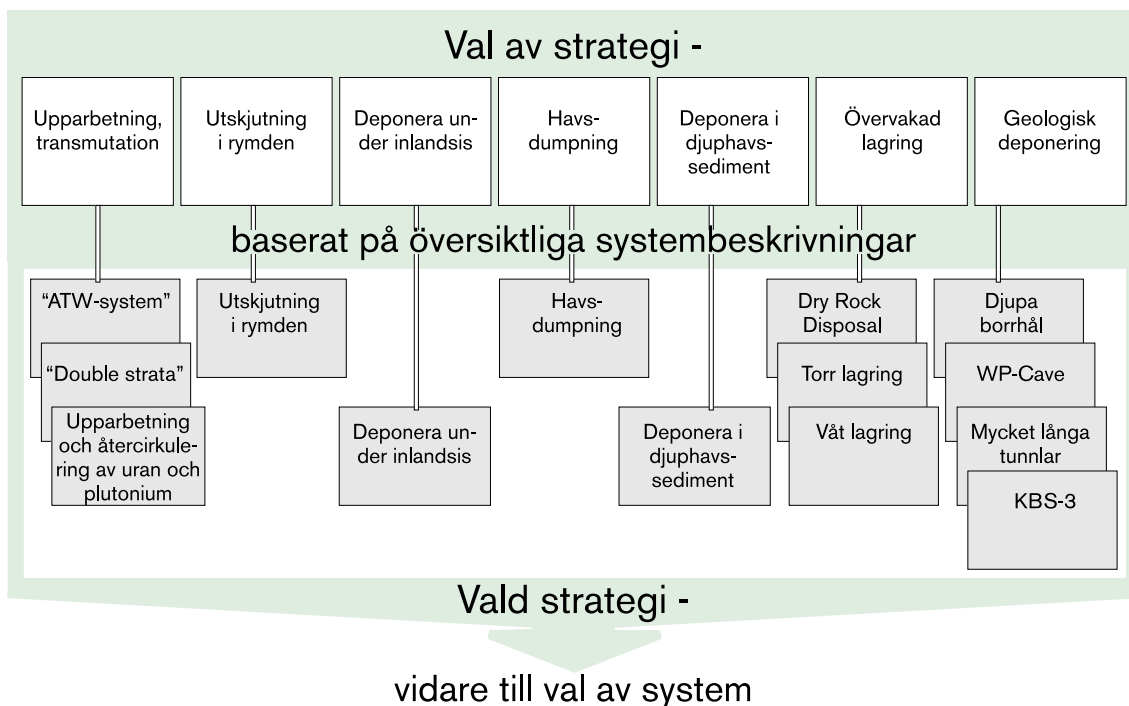 Val av strategi -
Upparbetning,
transmutation
Utskjutning
i rymden
Deponera un-
der inlandsis
Havs-
dumpning
Deponera i
djuphavs-
sediment
Övervakad
lagring
Geologisk
deponering
baserat på översiktliga systembeskrivningar
“ATW-system”
“Double strata”
Upparbetning
och återcirkule-
ring av uran och
plutonium
Utskjutning
i rymden
Deponera un-
der inlandsis
Havs-
dumpning
Deponera i
djuphavs-
sediment
Dry Rock
Disposal
Torr lagring
Våt lagring
Djupa
borrhål
WP-Cave
Mycket långa
tunnlar
KBS-3
Vald strategi -
vidare till val av system